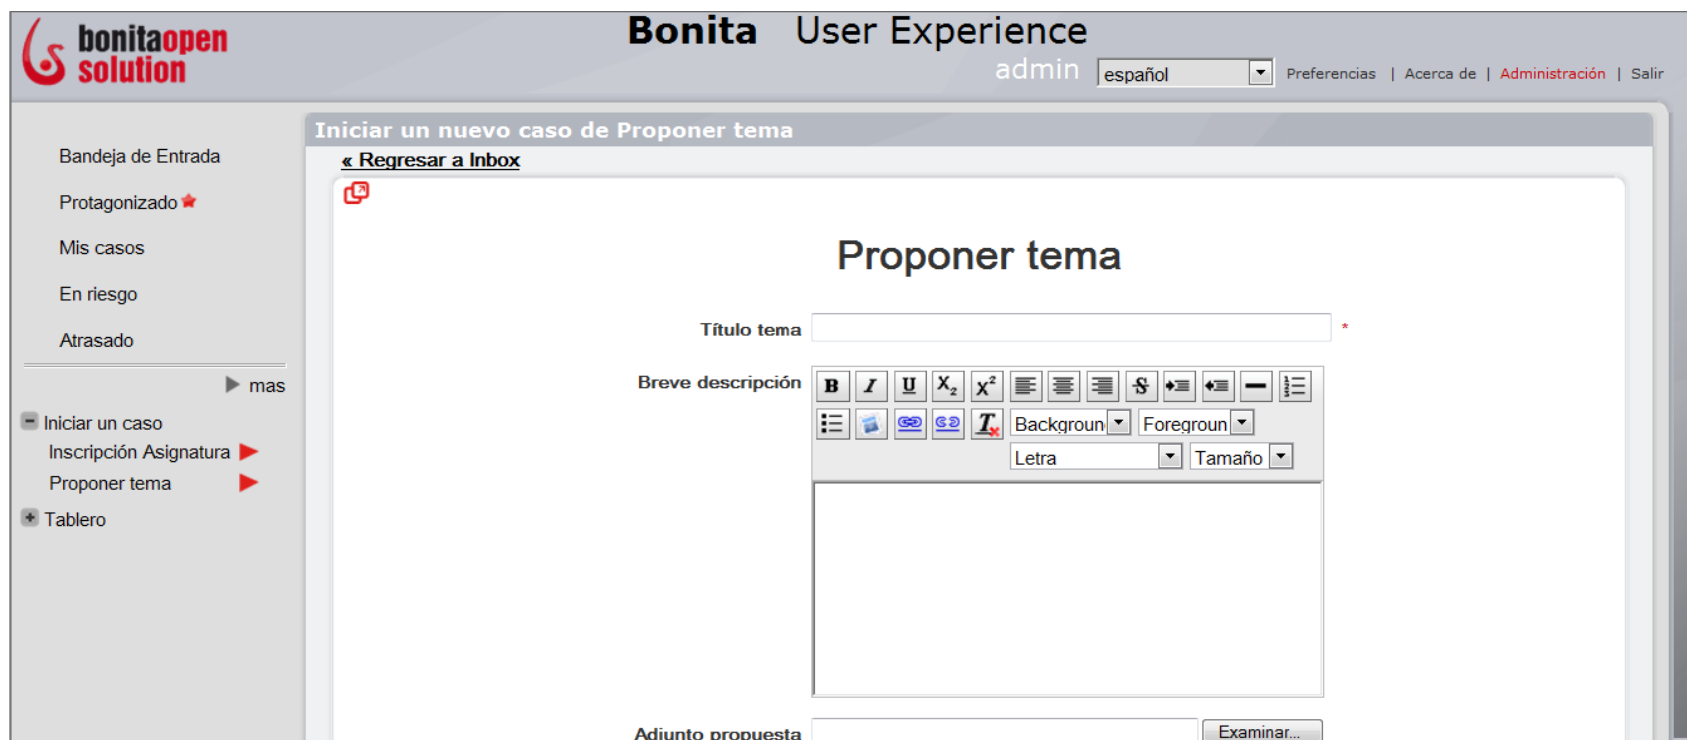 bonitaopen
solution
Bonita User Experience
admin español Preferencias | Acerca de | Administración | Salir
Bandeja de Entrada
Protagonizado
Mis casos
En riesgo
Atrasado
mas
Iniciar un caso
Inscripción Asignatura
Proponer tema
Tablero
Iniciar un nuevo caso de Proponer tema
« Regresar a Inbox
Proponer tema
Título tema *
Breve descripción
B I U X2 X2 S
T Backgroun Foregroun
Letra Tamaño
Adjunto propuesta Examinar...